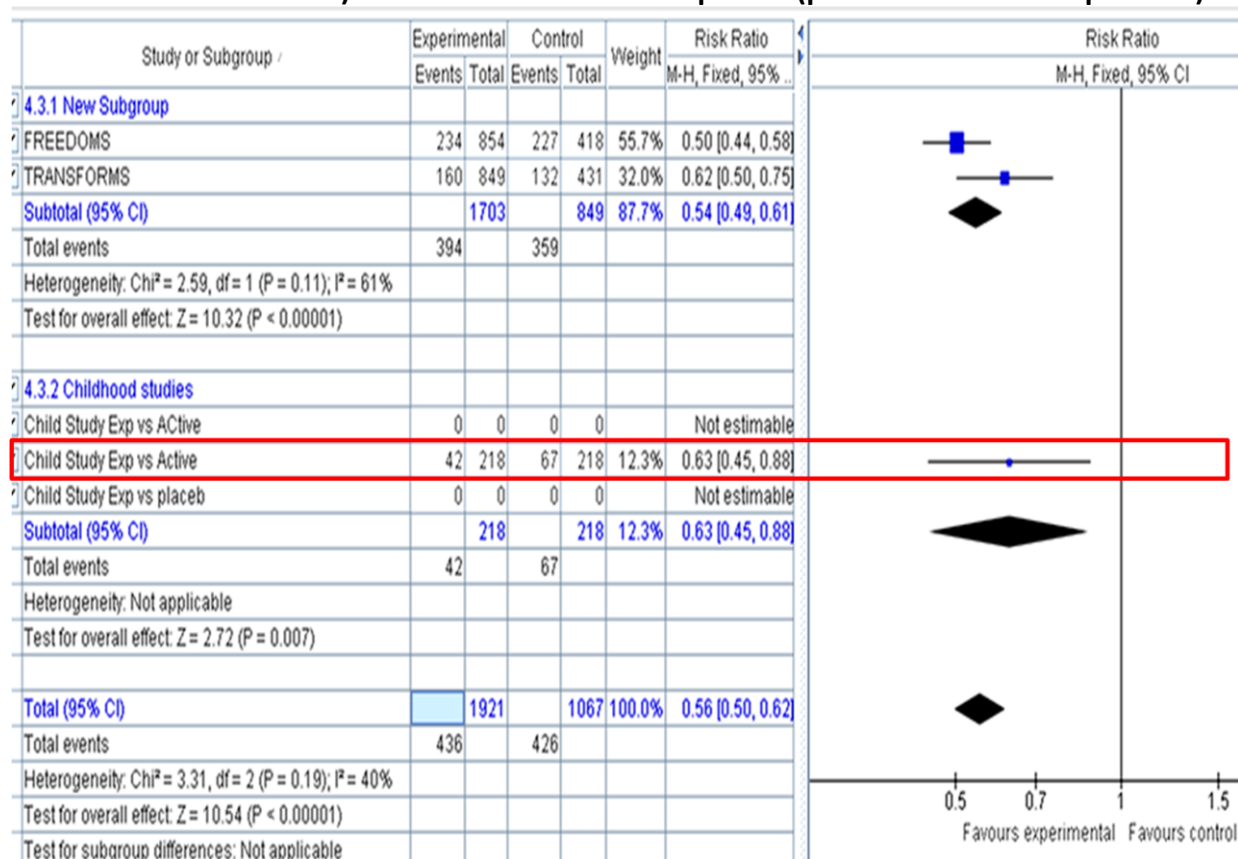 Study or Subgroup / Experimental Control Weight Risk Ratio Risk Ratio
Events Total Events Total M-H, Fixed, 95% .. M-H, Fixed, 95% CI
4.3.1 New Subgroup
FREEDOMS 234 854 227 418 55.7% 0.50 [0.44, 0.58]
TRANSFORMS 160 849 132 431 32.0% 0.62 [0.50, 0.75]
Subtotal (95% CI) 1703 849 87.7% 0.54 [0.49, 0.61]
Total events 394 359
Heterogeneity: Chi² = 2.59, df = 1 (P = 0.11); I² = 61%
Test for overall effect: Z = 10.32 (P < 0.00001)
4.3.2 Childhood studies
Child Study Exp vs ACtive 0 0 0 0 Not estimable
Child Study Exp vs Active 42 218 67 218 12.3% 0.63 [0.45, 0.88]
Child Study Exp vs placeb 0 0 0 0 Not estimable
Subtotal (95% CI) 218 218 12.3% 0.63 [0.45, 0.88]
Total events 42 67
Heterogeneity: Not applicable
Test for overall effect: Z = 2.72 (P = 0.007)
Total (95% CI) 1921 1067 100.0% 0.56 [0.50, 0.62]
Total events 436 426
Heterogeneity: Chi² = 3.31, df = 2 (P = 0.19); I² = 40%
Test for overall effect: Z = 10.54 (P < 0.00001)
Test for subgroup differences: Not applicable
0.5 0.7 1 1.5
Favours experimental Favours control